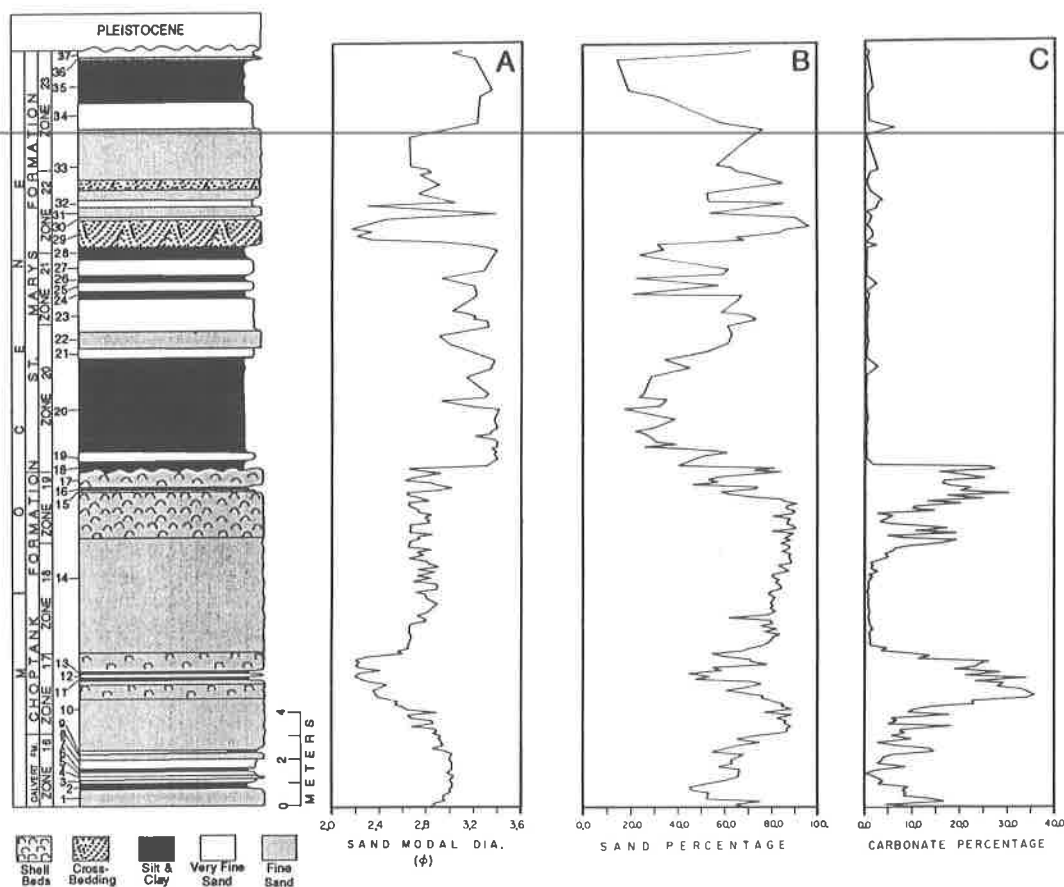 PLEISTOCENE
A
B
C
MIOCENE
CALVERT FM.
CHOPTANK FORMATION
ST. MARYS FORMATION
ZONE 16
ZONE 17
ZONE 18
ZONE 19
ZONE 20
ZONE 21
ZONE 22
ZONE 23
37
36
35
34
33
32
31
30
29
28
27
26
25
24
23
22
21
20
19
18
17
16
15
14
13
12
11
10
9
8
6
5
4
3
2
1
4
2
0
METERS
2,0 2,4 2,8 3,2 3,6
SAND MODAL DIA.
(ϕ)
0,0 20,0 40,0 60,0 80,0 100,
SAND PERCENTAGE
0,0 10,0 20,0 30,0 40,0
CARBONATE PERCENTAGE
Shell Beds
Cross-Bedding
Silt & Clay
Very Fine Sand
Fine Sand